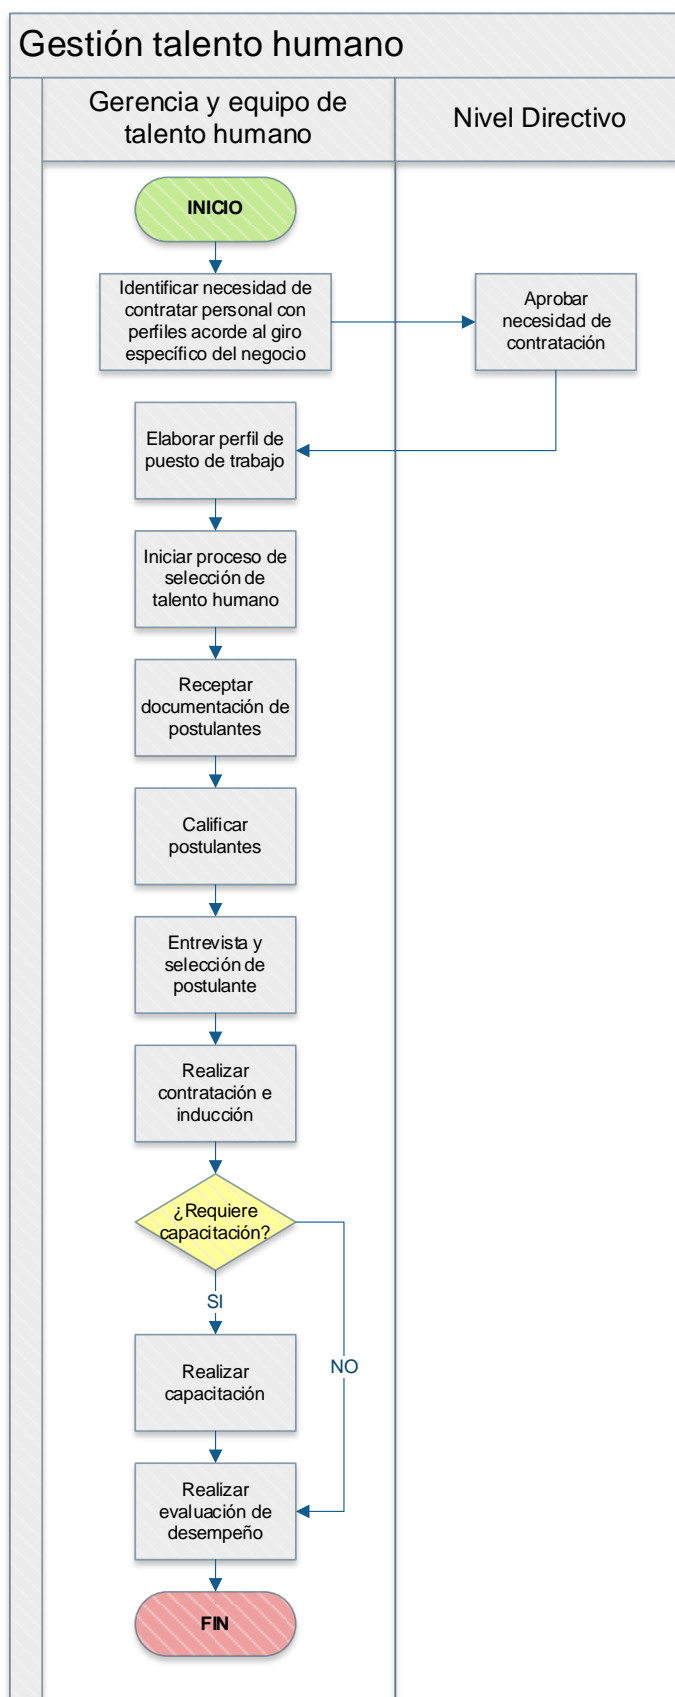 Gestión talento humano
Gerencia y equipo de
talento humano
Nivel Directivo
INICIO
Identificar necesidad de
contratar personal con
perfiles acorde al giro
específico del negocio
Aprobar
necesidad de
contratación
Elaborar perfil de
puesto de trabajo
Iniciar proceso de
selección de
talento humano
Receptar
documentación de
postulantes
Calificar
postulantes
Entrevista y
selección de
postulante
Realizar
contratación e
inducción
¿Requiere
capacitación?
SI
NO
Realizar
capacitación
Realizar
evaluación de
desempeño
FIN